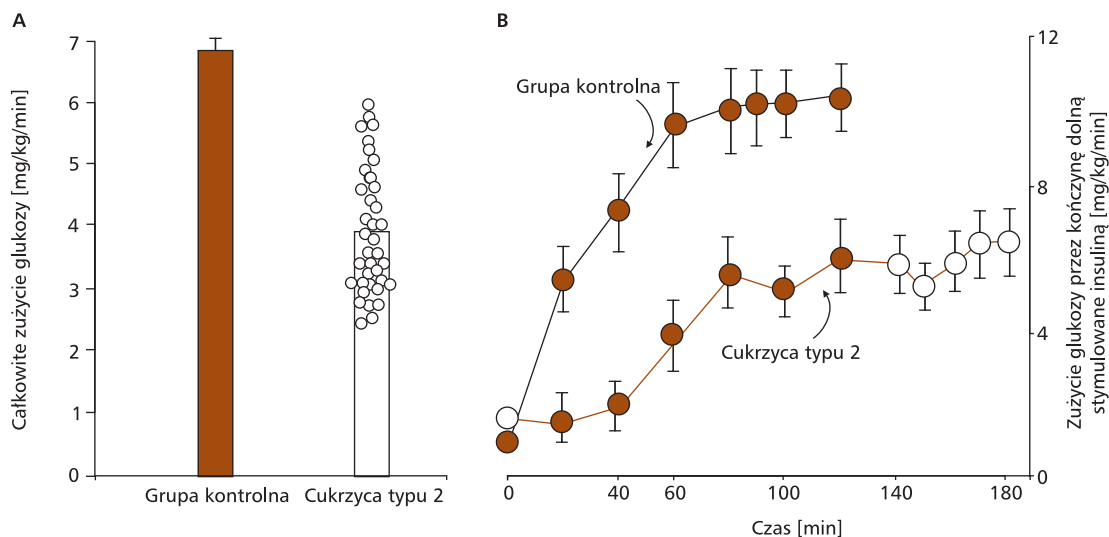 A
Całkowite zużycie glukozy [mg/kg/min]
7
6
5
4
3
2
1
0
Grupa kontrolna
Cukrzyca typu 2
B
Grupa kontrolna
Cukrzyca typu 2
12
8
4
0
Zużycie glukozy przez kończynę dolną
stymulowane insuliną [mg/kg/min]
0
40
60
100
140
180
Czas [min]